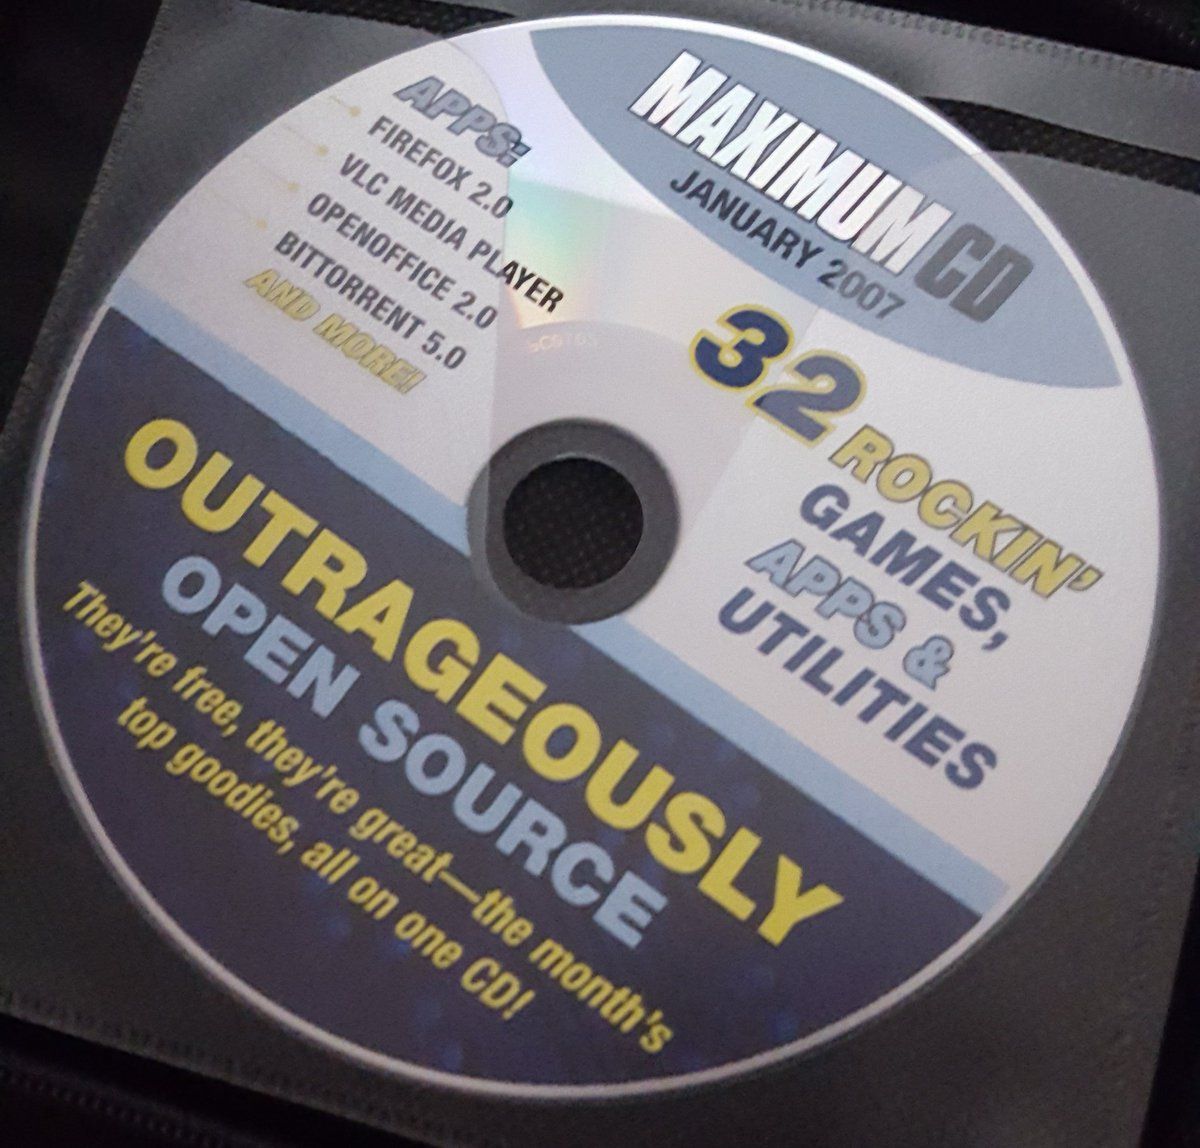 MAXIMUMCD
JANUARY 2007
APPS:
FIREFOX 2.0
VLC MEDIA PLAYER
OPENOFFICE 2.0
BITTORRENT 5.0
AND MORE!
32 ROCKIN'
GAMES,
APPS &
UTILITIES
OUTRAGEOUSLY
OPEN SOURCE
They're free, they're great—the month's
top goodies, all on one CD!